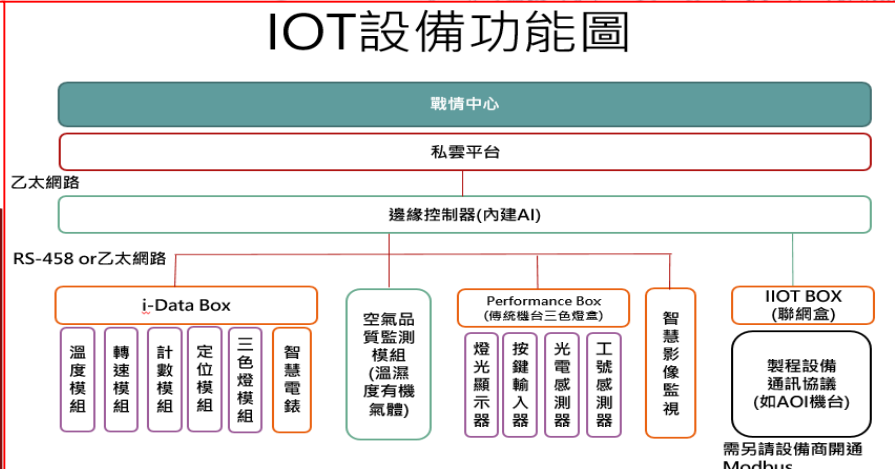 IOT設備功能圖
戰情中心
私雲平台
乙太網路
邊緣控制器(內建AI)
RS-458 or乙太網路
i-Data Box
溫度模組
轉速模組
計數模組
定位模組
三色燈模組
智慧電錶
空氣品
質監測
模組
(溫濕
度有機
氣體)
Performance Box
(傳統機台三色燈盒)
燈光顯示器
按鍵輸入器
光電感測器
工號感測器
智慧影像監視
IIOT BOX
(聯網盒)
製程設備
通訊協議
(如AOI機台)
需另請設備商開通
Modbus